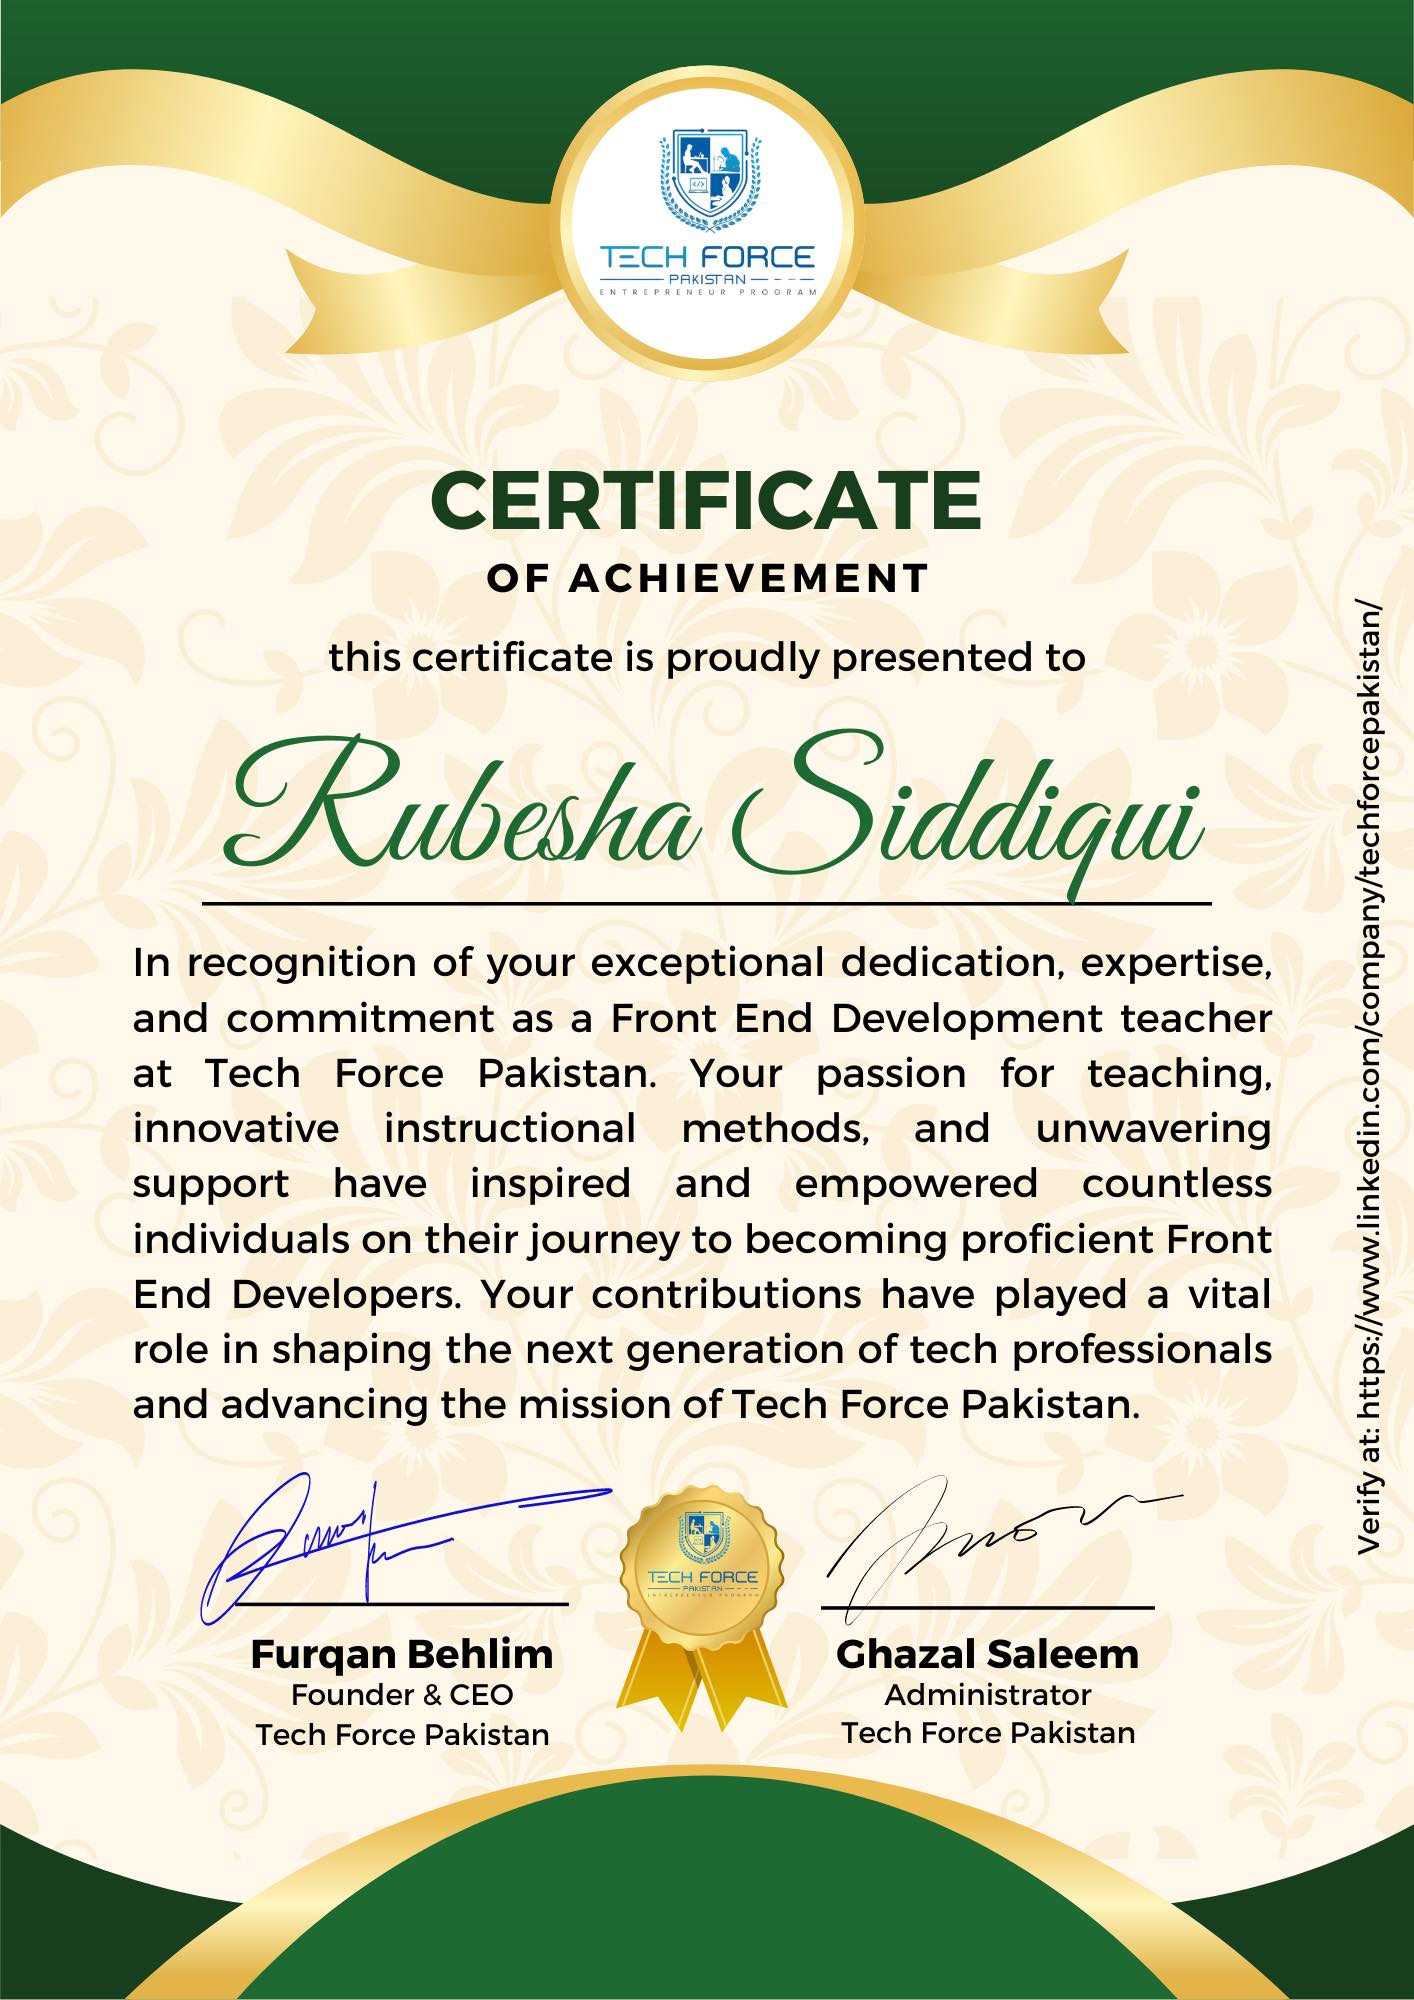 TECH FORCE
PAKISTAN
ENTREPRENEUR PROGRAM
CERTIFICATE
OF ACHIEVEMENT
this certificate is proudly presented to
Rubesha Siddiqui
In recognition of your exceptional dedication, expertise,
and commitment as a Front End Development teacher
at Tech Force Pakistan. Your passion for teaching,
innovative instructional methods, and unwavering
support have inspired and empowered countless
individuals on their journey to becoming proficient Front
End Developers. Your contributions have played a vital
role in shaping the next generation of tech professionals
and advancing the mission of Tech Force Pakistan.
Verify at: https://www.linkedin.com/company/techforcepakistan/
TECH FORCE
PAKISTAN
ENTREPRENEUR PROGRAM
Furqan Behlim
Founder & CEO
Tech Force Pakistan
Ghazal Saleem
Administrator
Tech Force Pakistan